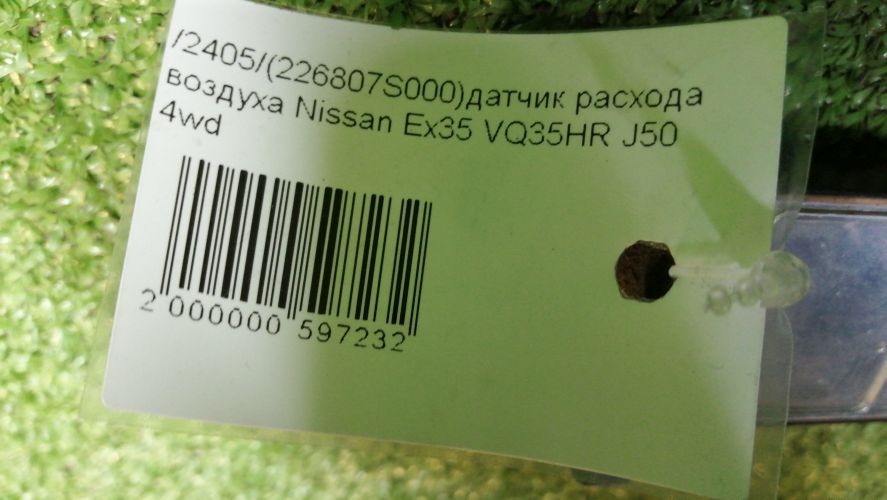 /2405/(226807S000)датчик расхода
воздуха Nissan Ex35 VQ35HR J50
4wd
2 000000 597232